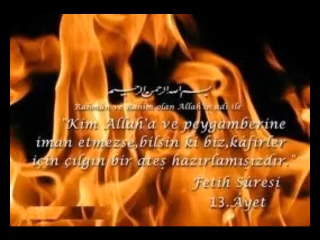 بسم الله الرحمن الرحيم
Rahman ve Rahim olan Allah'ın adı ile
"Kim Allah'a ve peygamberine
iman etmezse,bilsin ki biz,kafirler
için çılgın bir ateş hazırlamışızdır."
Fetih Suresi
13.Ayet